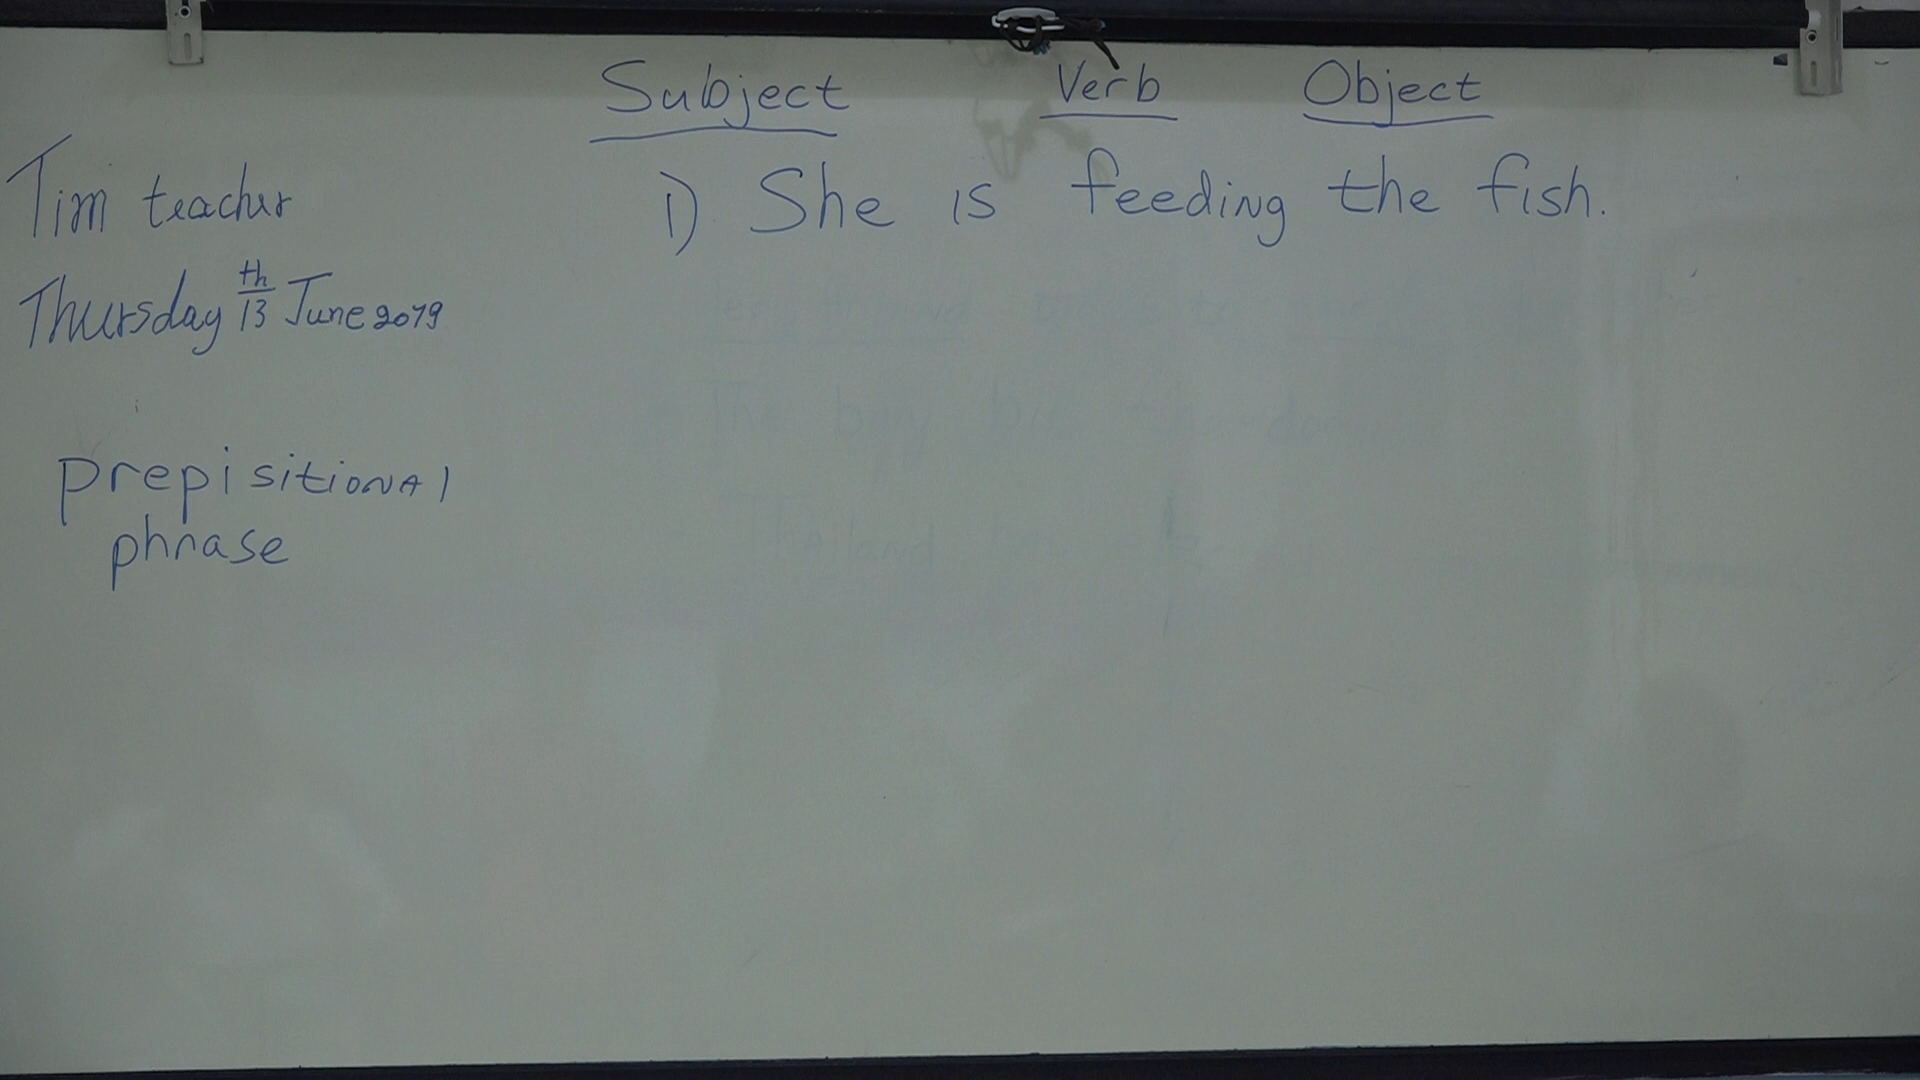 Subject Verb Object
Tim teacher
1) She is feeding the fish.
Thursday 13th June 2019
prepisitional
phrase